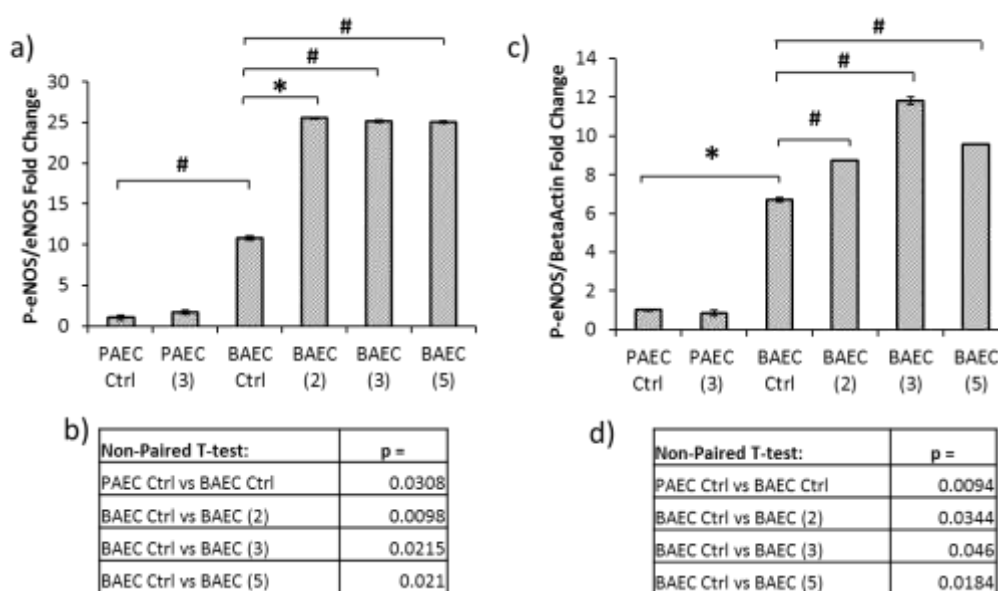 a)
#
#
*
#
P-eNOS/eNOS Fold Change
30
25
20
15
10
5
0
PAEC Ctrl
PAEC (3)
BAEC Ctrl
BAEC (2)
BAEC (3)
BAEC (5)
c)
#
#
#
*
P-eNOS/BetaActin Fold Change
14
12
10
8
6
4
2
0
PAEC Ctrl
PAEC (3)
BAEC Ctrl
BAEC (2)
BAEC (3)
BAEC (5)
b)
Non-Paired T-test: p =
PAEC Ctrl vs BAEC Ctrl 0.0308
BAEC Ctrl vs BAEC (2) 0.0098
BAEC Ctrl vs BAEC (3) 0.0215
BAEC Ctrl vs BAEC (5) 0.021
d)
Non-Paired T-test: p =
PAEC Ctrl vs BAEC Ctrl 0.0094
BAEC Ctrl vs BAEC (2) 0.0344
BAEC Ctrl vs BAEC (3) 0.046
BAEC Ctrl vs BAEC (5) 0.0184